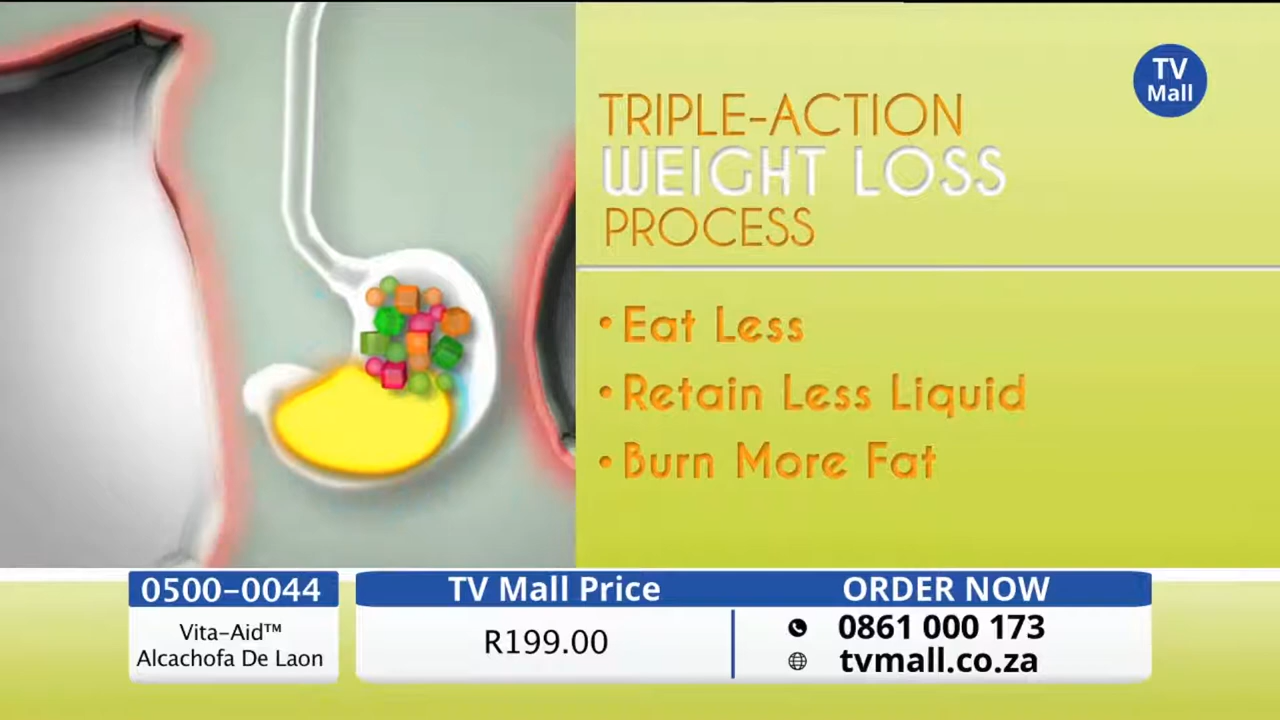 TV
Mall
TRIPLE-ACTION
WEIGHT LOSS
PROCESS
• Eat Less
• Retain Less Liquid
• Burn More Fat
0500-0044
Vita-Aid™
Alcachofa De Laon
TV Mall Price
R199.00
ORDER NOW
0861 000 173
tvmall.co.za